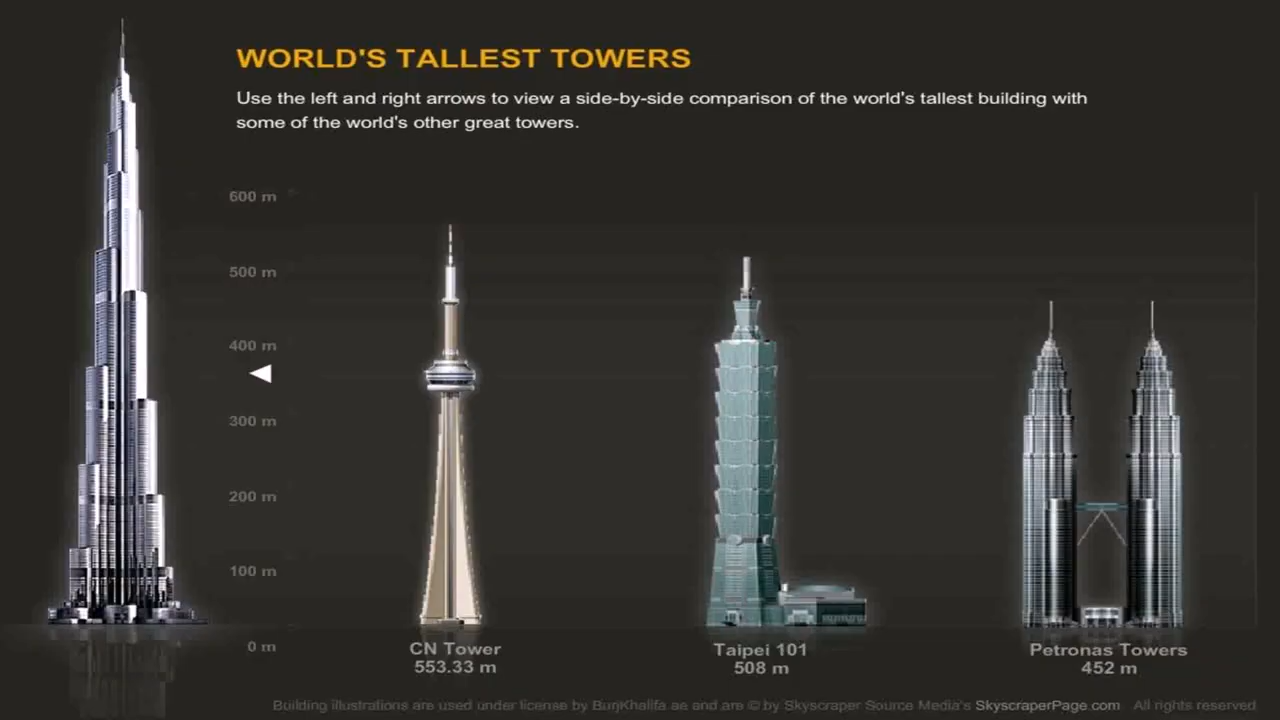 WORLD'S TALLEST TOWERS
Use the left and right arrows to view a side-by-side comparison of the world's tallest building with
some of the world's other great towers.
600 m
500 m
400 m
300 m
200 m
100 m
0 m
CN Tower
553.33 m
Taipei 101
508 m
Petronas Towers
452 m
Building illustrations are used under license by BurjKhalifa.ae and are © by Skyscraper Source Media's SkyscraperPage.com All rights reserved